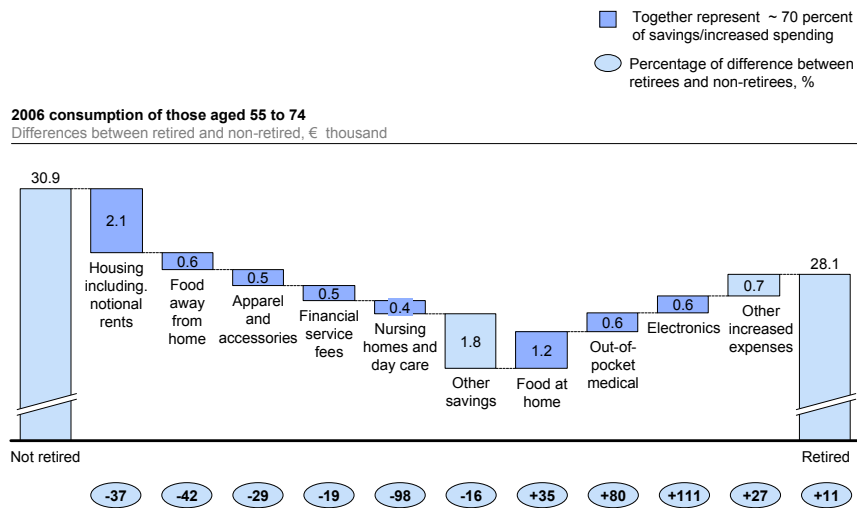 Together represent ~ 70 percent
of savings/increased spending
Percentage of difference between
retirees and non-retirees, %
2006 consumption of those aged 55 to 74
Differences between retired and non-retired, € thousand
30.9
2.1
0.6
0.5
0.5
0.4
1.8
1.2
0.6
0.6
0.7
28.1
Housing
including.
notional
rents
Food
away
from
home
Apparel
and
accessories
Financial
service
fees
Nursing
homes and
day care
Other
savings
Food at
home
Out-of-
pocket
medical
Electronics
Other
increased
expenses
Not retired
Retired
-37
-42
-29
-19
-98
-16
+35
+80
+111
+27
+11